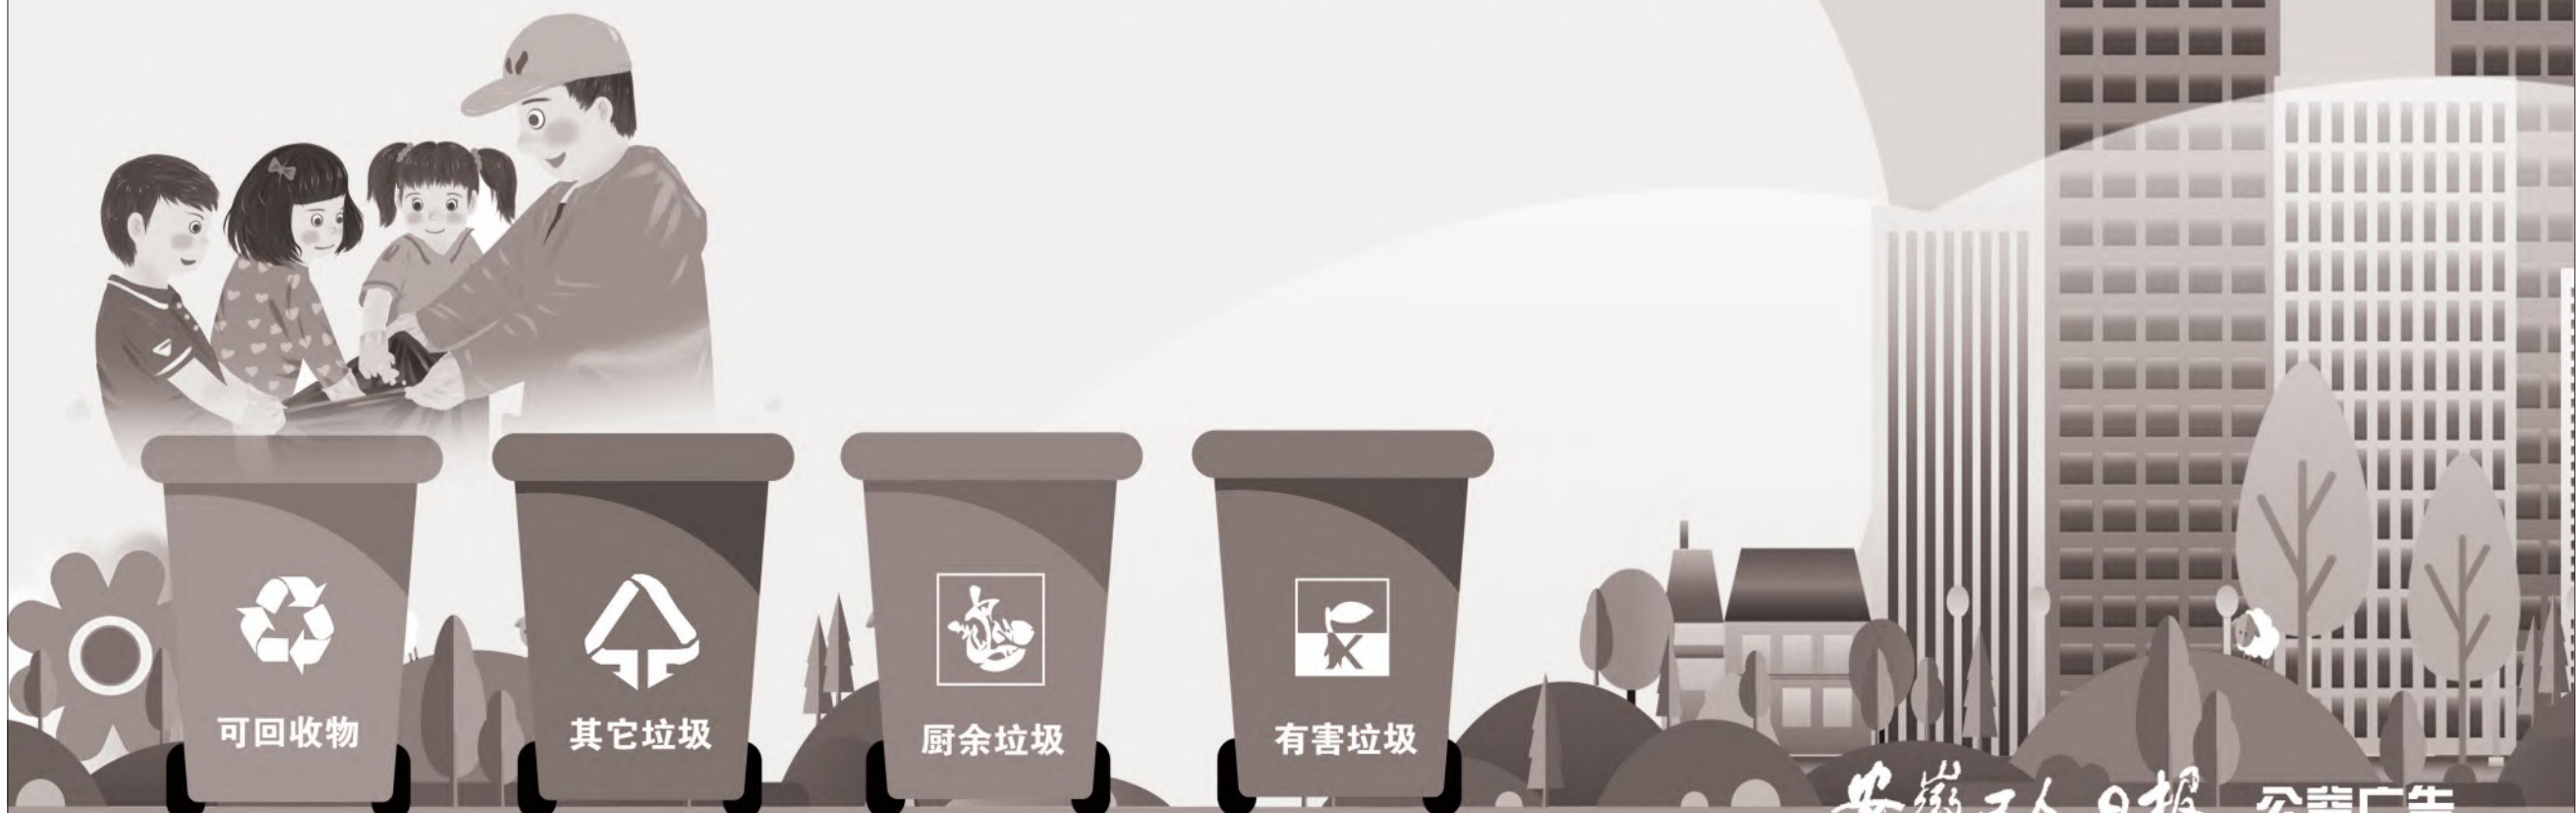 可回收物
其它垃圾
厨余垃圾
有害垃圾
安徽工人日报 公益广告